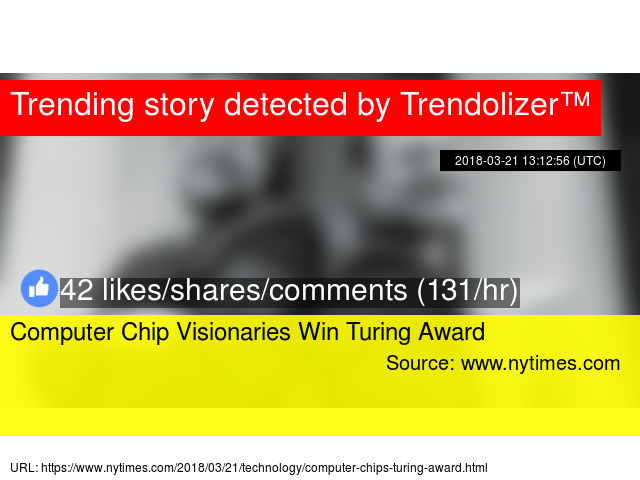 Trending story detected by Trendolizer™
2018-03-21 13:12:56 (UTC)
42 likes/shares/comments (131/hr)
Computer Chip Visionaries Win Turing Award
Source: www.nytimes.com
URL: https://www.nytimes.com/2018/03/21/technology/computer-chips-turing-award.html